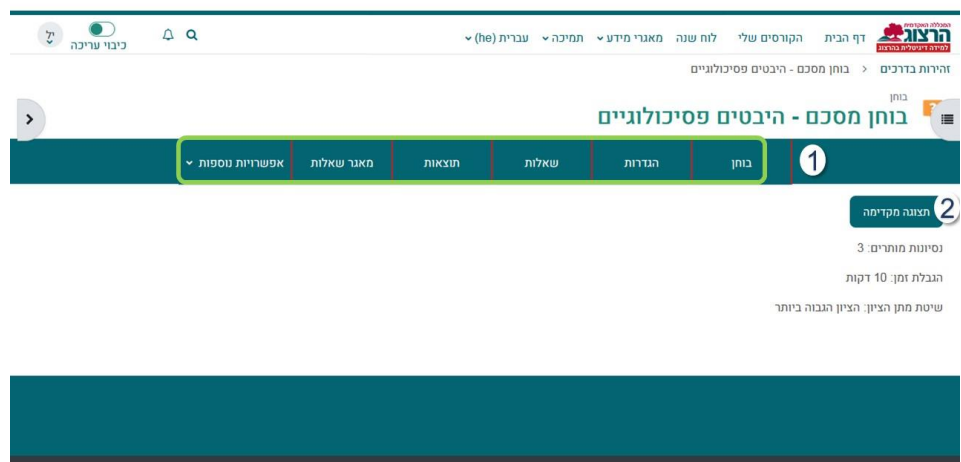 המכללה האקדמית
הרצוג
למידה דיגיטלית בהרצוג
דף הבית הקורסים שלי לוח שנה מאגרי מידע תמיכה עברית ‎(he)‎
יל
כיבוי עריכה
זהירות בדרכים > בוחן מסכם - היבטים פסיכולוגיים
בוחן
בוחן מסכם - היבטים פסיכולוגיים
1
בוחן הגדרות שאלות תוצאות מאגר שאלות אפשרויות נוספות
2
תצוגה מקדימה
נסיונות מותרים: 3
הגבלת זמן: 10 דקות
שיטת מתן הציון: הציון הגבוה ביותר